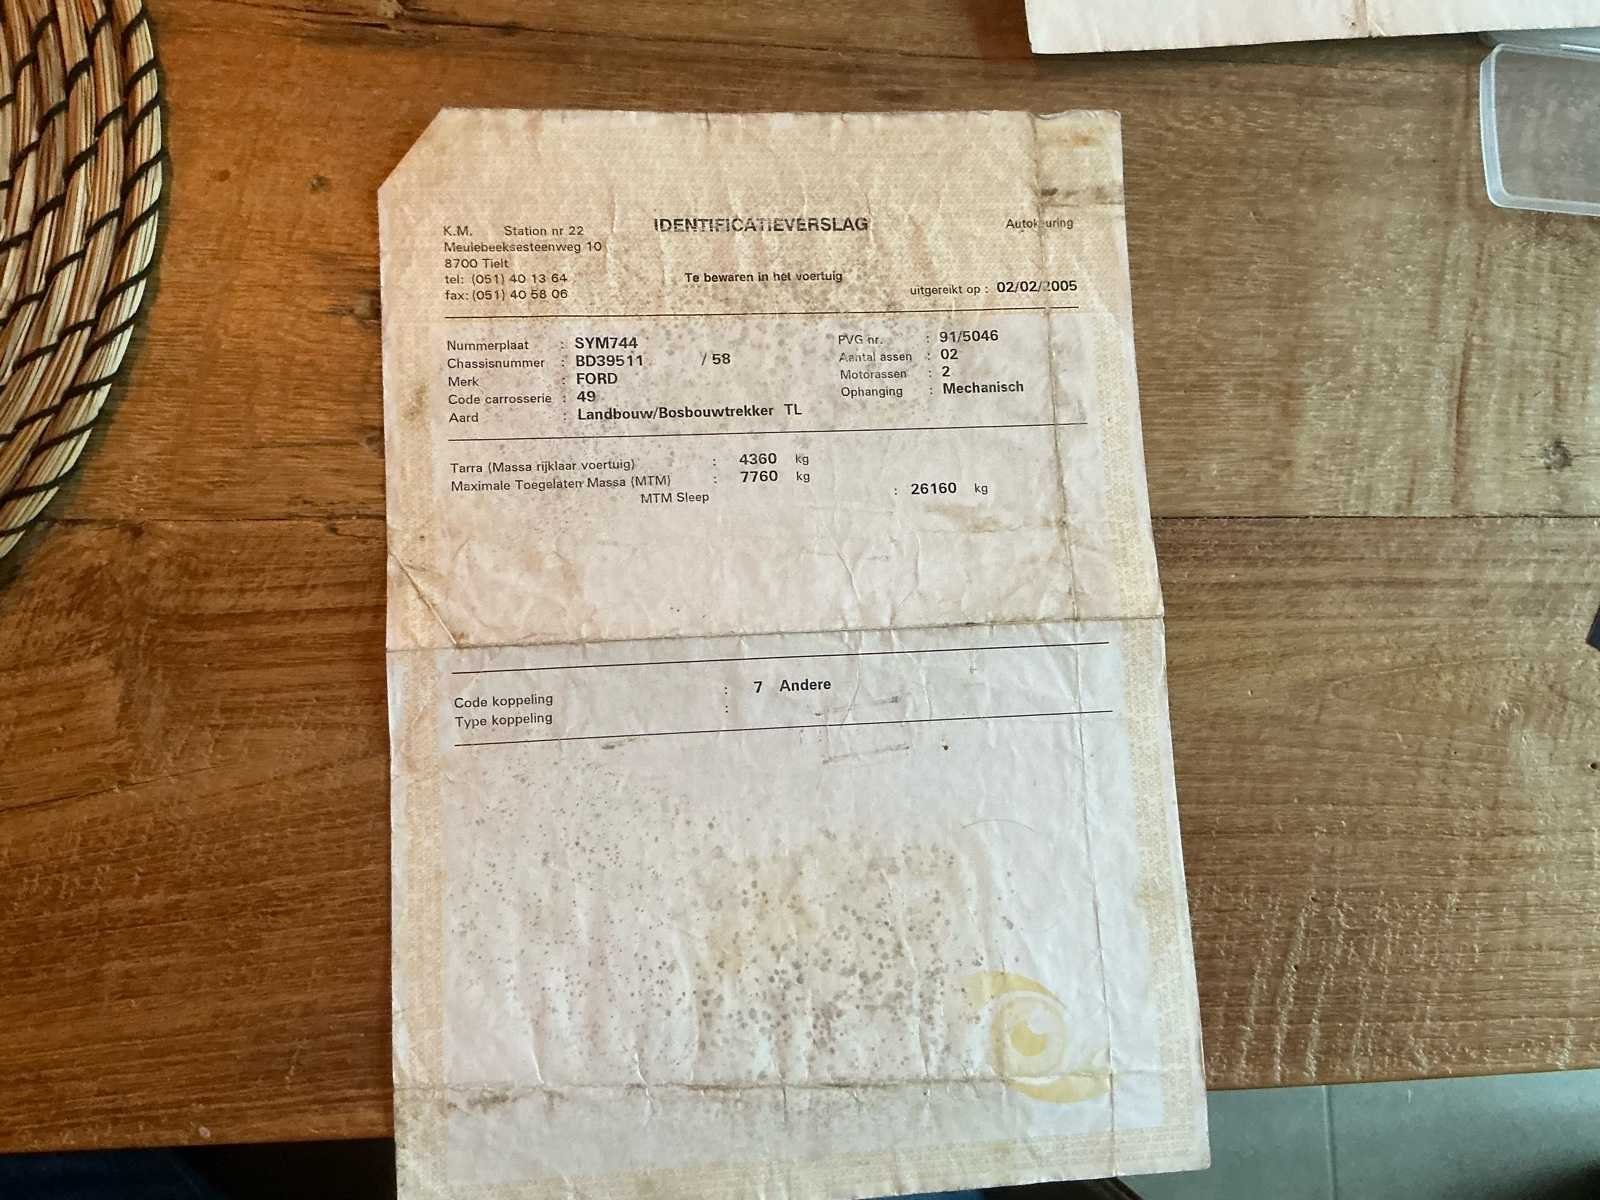 K.M. Station nr 22
IDENTIFICATIEVERSLAG
Autokeuring
Meulebeeksesteenweg 10
8700 Tielt
tel: (051) 40 13 64
fax: (051) 40 58 06
Te bewaren in het voertuig
uitgereikt op : 02/02/2005
Nummerplaat : SYM744
PVG nr. : 91/5046
Chassisnummer : BD39511 / 58
Aantal assen : 02
Merk : FORD
Motorassen : 2
Code carrosserie : 49
Ophanging : Mechanisch
Aard : Landbouw/Bosbouwtrekker TL
Tarra (Massa rijklaar voertuig) : 4360 kg
Maximale Toegelaten Massa (MTM) : 7760 kg
MTM Sleep : 26160 kg
Code koppeling : 7 Andere
Type koppeling :